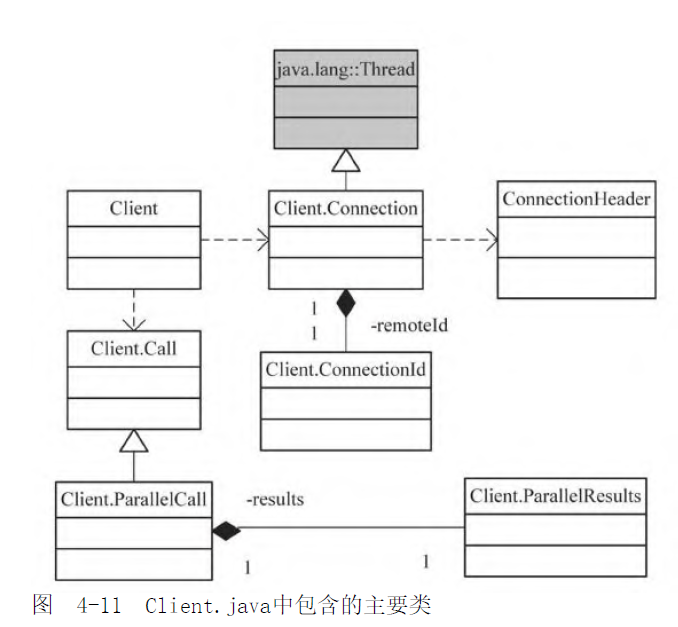 java.lang::Thread
Client
Client.Connection
ConnectionHeader
1
1
-remoteId
Client.Call
Client.ConnectionId
Client.ParallelCall
-results
Client.ParallelResults
1
1
图 4-11 Client.java中包含的主要类